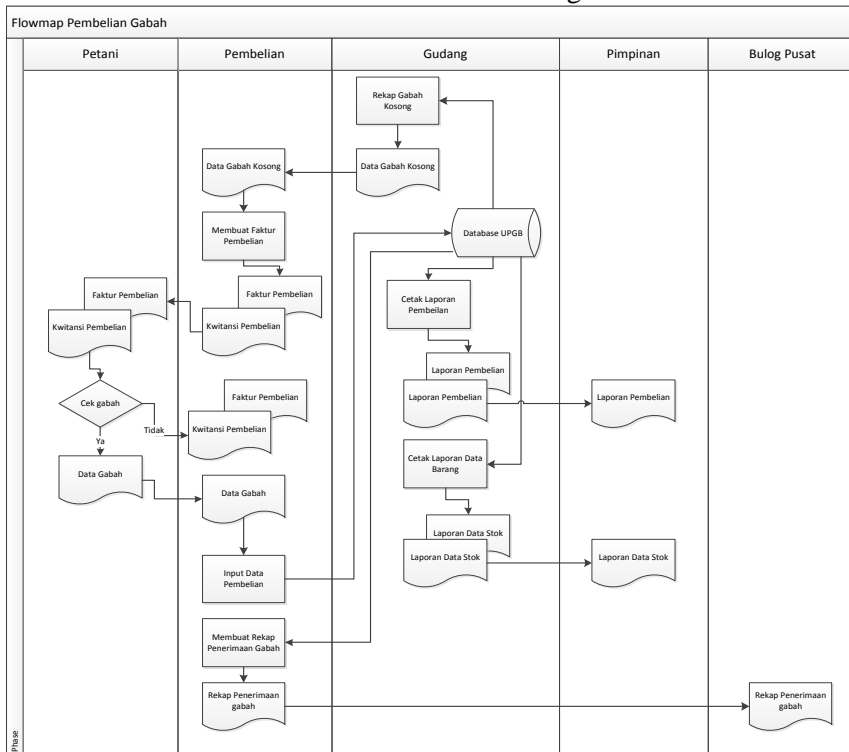 Flowmap Pembelian Gabah
Petani
Pembelian
Gudang
Pimpinan
Bulog Pusat
Rekap Gabah
Kosong
Data Gabah Kosong
Data Gabah Kosong
Membuat Faktur
Pembelian
Database UPGB
Faktur Pembelian
Kwitansi Pembelian
Faktur Pembelian
Kwitansi Pembelian
Cetak Laporan
Pembeilan
Laporan Pembelian
Laporan Pembelian
Laporan Pembelian
Cek gabah
Tidak
Ya
Faktur Pembelian
Kwitansi Pembelian
Data Gabah
Data Gabah
Cetak Laporan Data
Barang
Laporan Data Stok
Laporan Data Stok
Laporan Data Stok
Input Data
Pembelian
Membuat Rekap
Penerimaan Gabah
Rekap Penerimaan
gabah
Rekap Penerimaan
gabah
Phase